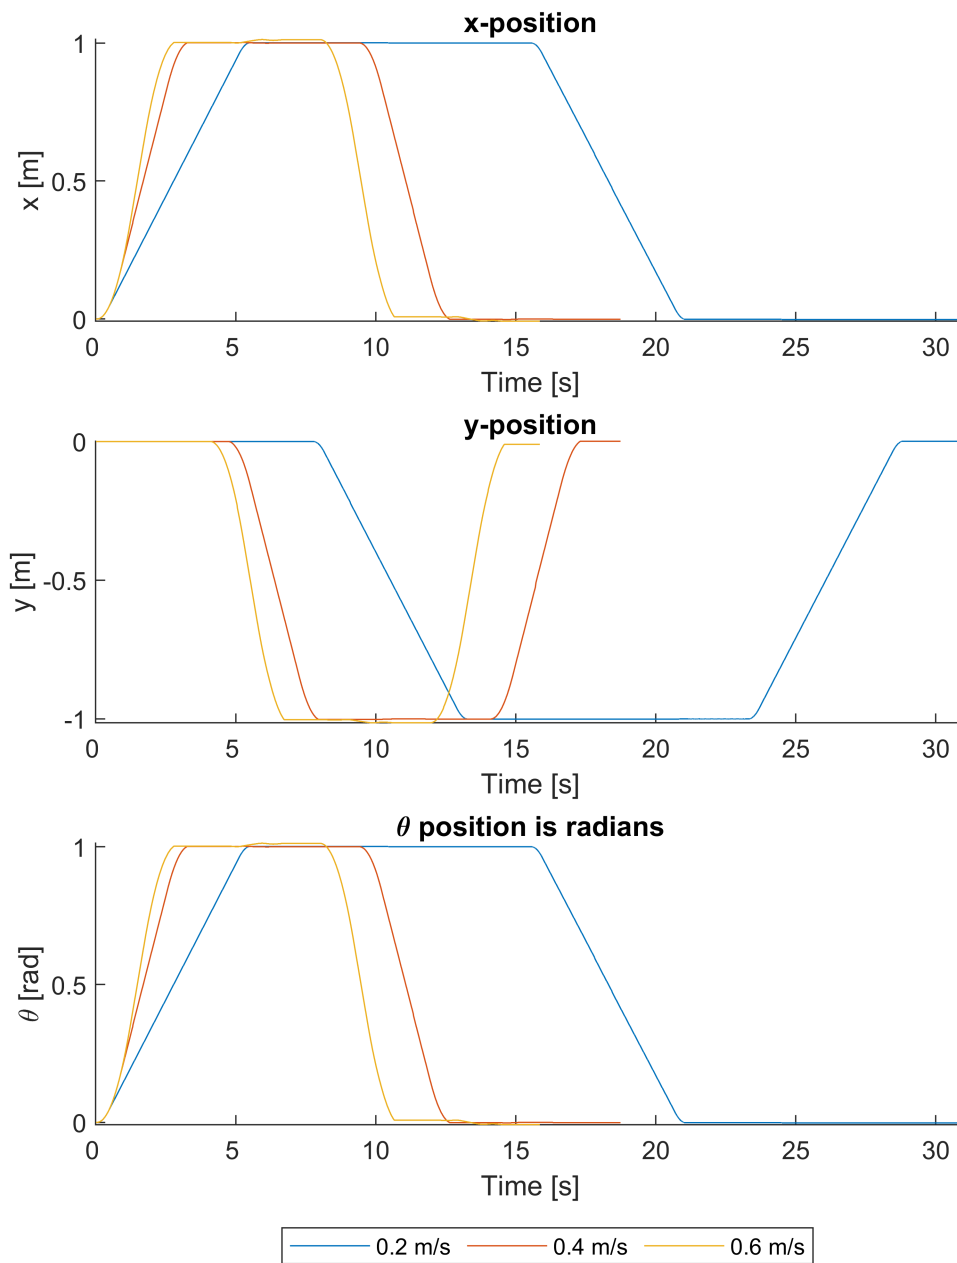 x-position
1
0.5
0
x [m]
0 5 10 15 20 25 30
Time [s]
y-position
0
-0.5
-1
y [m]
0 5 10 15 20 25 30
Time [s]
θ position is radians
1
0.5
0
θ [rad]
0 5 10 15 20 25 30
Time [s]
0.2 m/s 0.4 m/s 0.6 m/s